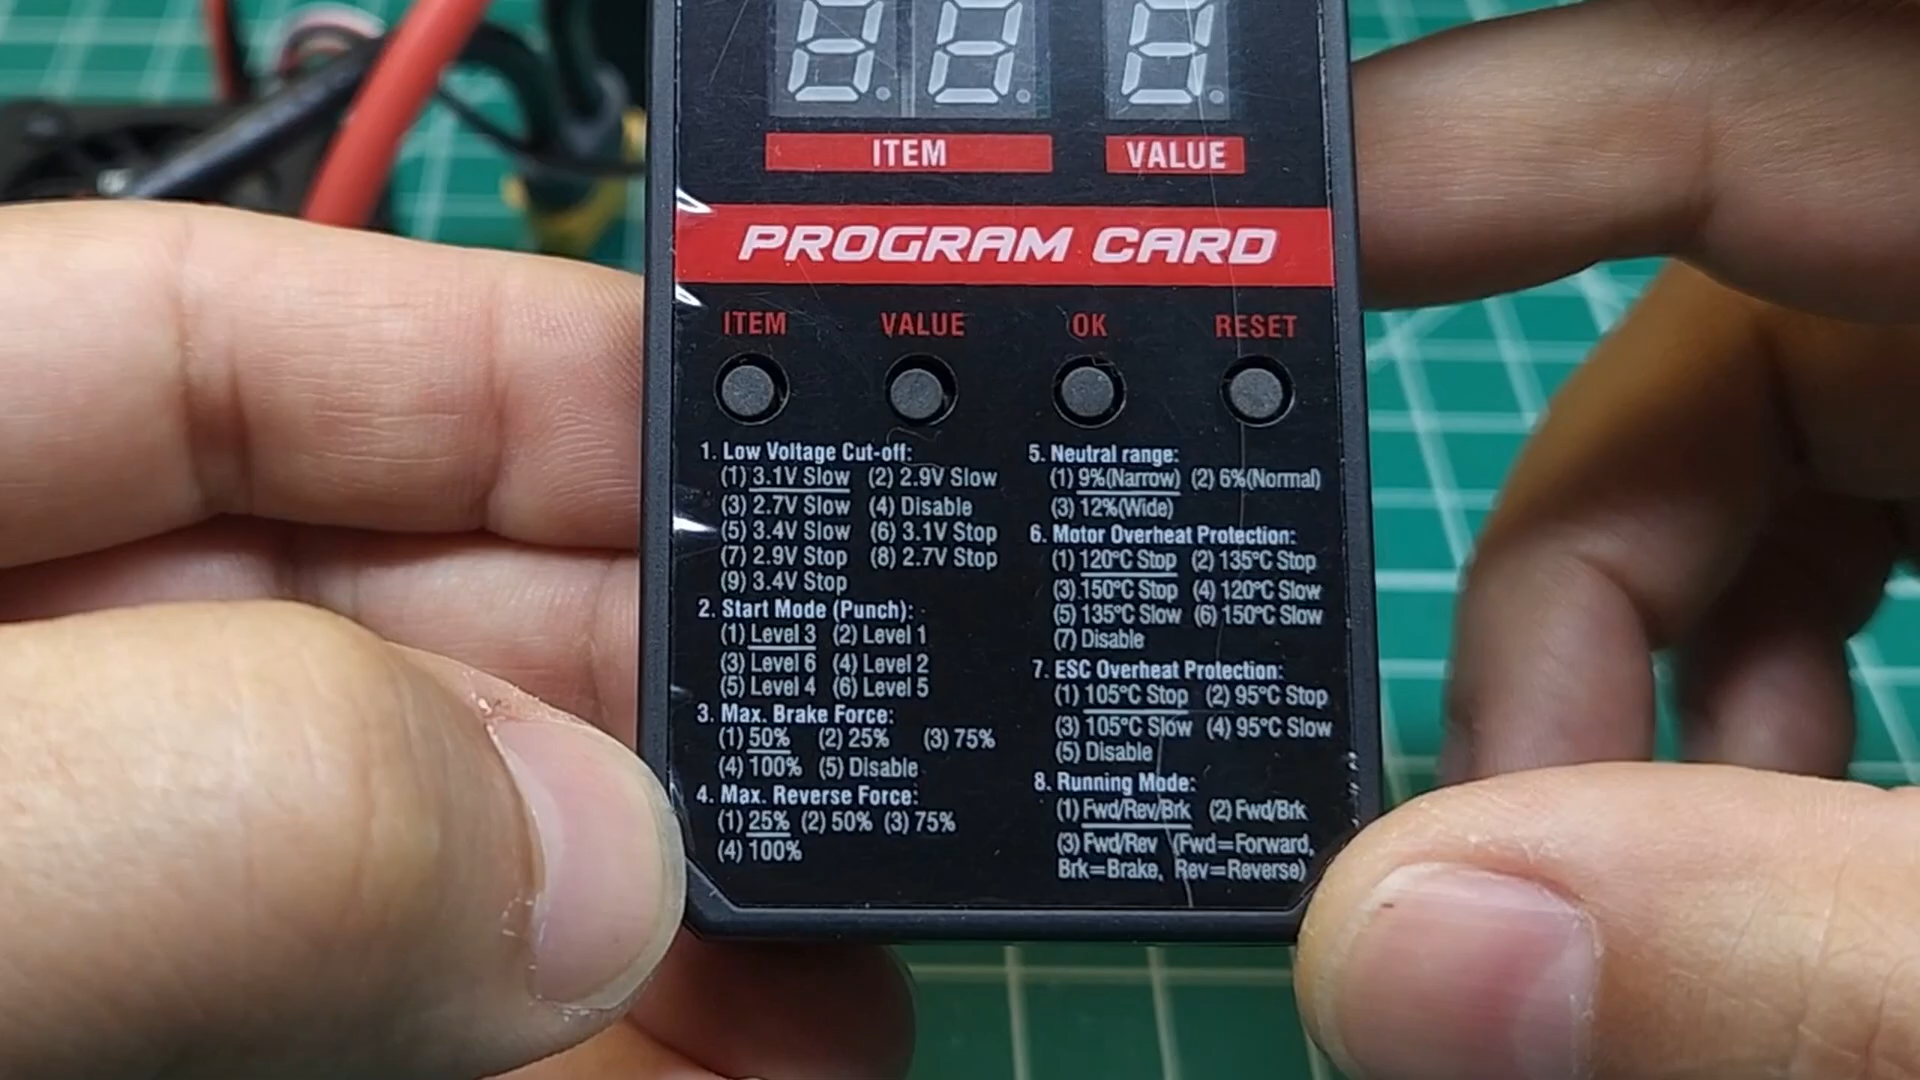 ITEM VALUE
PROGRAM CARD
ITEM VALUE OK RESET
1. Low Voltage Cut-off:
(1) 3.1V Slow (2) 2.9V Slow
(3) 2.7V Slow (4) Disable
(5) 3.4V Slow (6) 3.1V Stop
(7) 2.9V Stop (8) 2.7V Stop
(9) 3.4V Stop
2. Start Mode (Punch):
(1) Level 3 (2) Level 1
(3) Level 6 (4) Level 2
(5) Level 4 (6) Level 5
3. Max. Brake Force:
(1) 50% (2) 25% (3) 75%
(4) 100% (5) Disable
4. Max. Reverse Force:
(1) 25% (2) 50% (3) 75%
(4) 100%
5. Neutral range:
(1) 9%(Narrow) (2) 6%(Normal)
(3) 12%(Wide)
6. Motor Overheat Protection:
(1) 120°C Stop (2) 135°C Stop
(3) 150°C Stop (4) 120°C Slow
(5) 135°C Slow (6) 150°C Slow
(7) Disable
7. ESC Overheat Protection:
(1) 105°C Stop (2) 95°C Stop
(3) 105°C Slow (4) 95°C Slow
(5) Disable
8. Running Mode:
(1) Fwd/Rev/Brk (2) Fwd/Brk
(3) Fwd/Rev (Fwd=Forward,
Brk=Brake, Rev=Reverse)